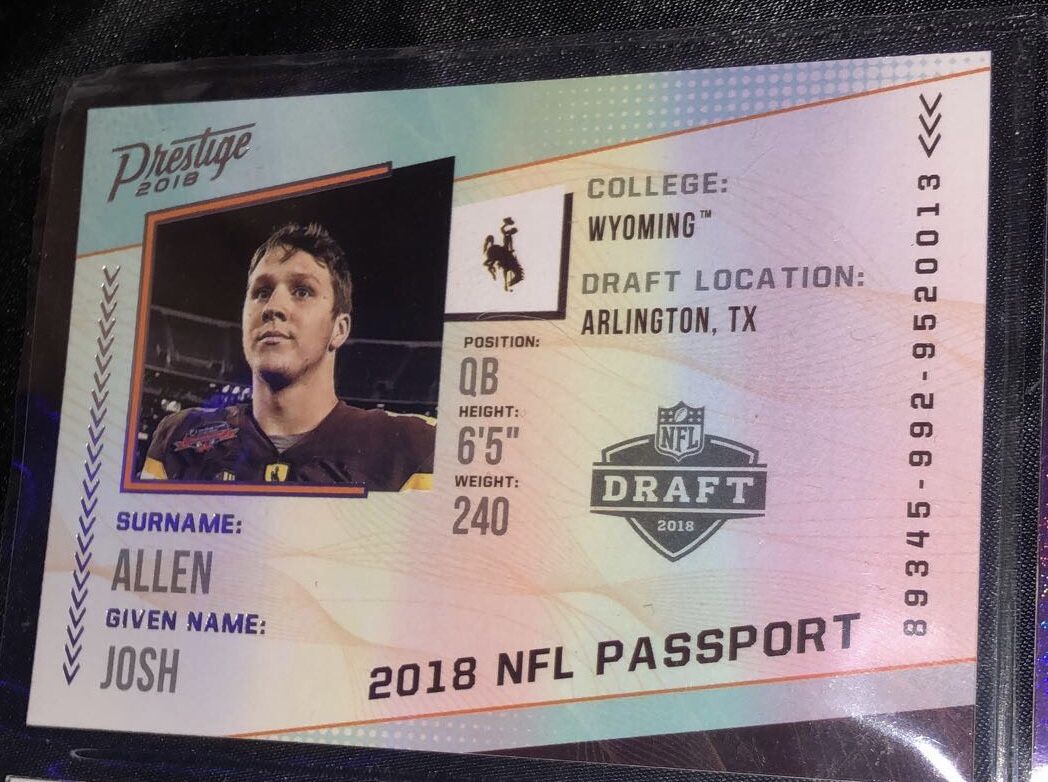 Prestige
2018
COLLEGE:
WYOMING™
DRAFT LOCATION:
ARLINGTON, TX
POSITION:
QB
HEIGHT:
6'5"
WEIGHT:
240
NFL
DRAFT
2018
SURNAME:
ALLEN
GIVEN NAME:
JOSH
2018 NFL PASSPORT
89345-992-9520013